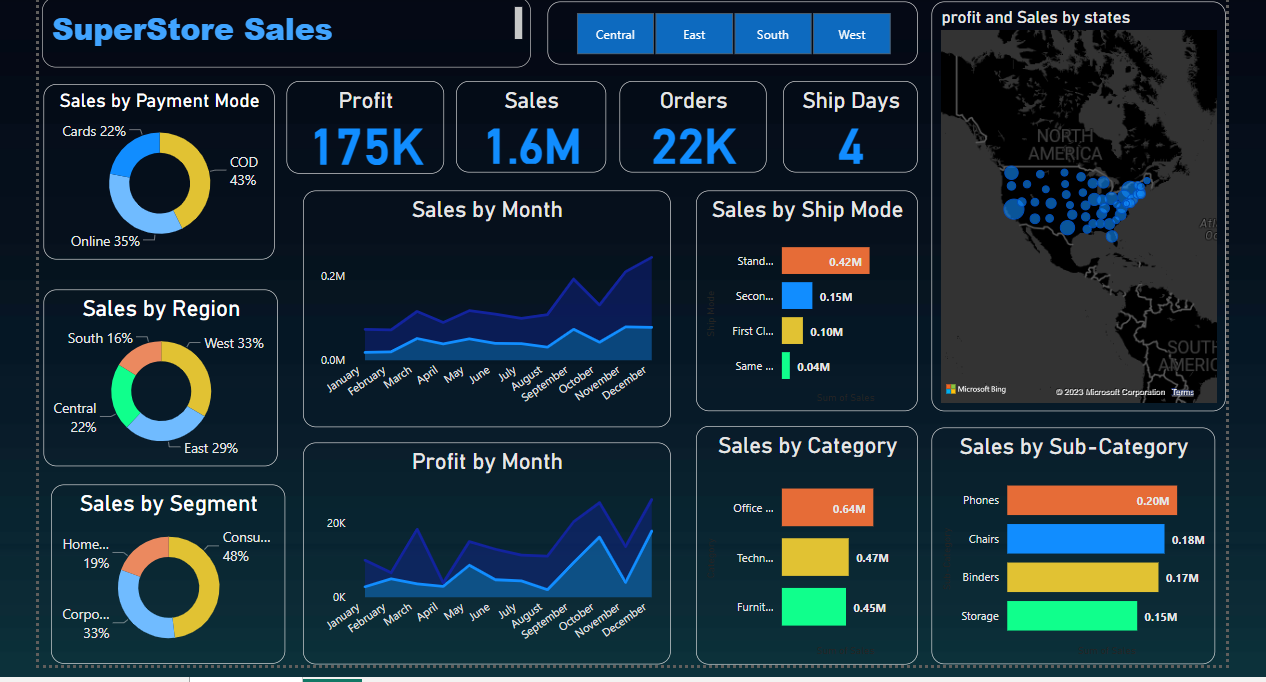 SuperStore Sales
Central
East
South
West
profit and Sales by states
Sales by Payment Mode
Cards 22%
COD
43%
Online 35%
Profit
175K
Sales
1.6M
Orders
22K
Ship Days
4
NORTH
AMERICA
Atl
Oc
SOUTH
AMERIC
Microsoft Bing
© 2023 Microsoft Corporation Terms
Sales by Month
0.2M
0.0M
January
February
March
April
May
June
July
August
September
October
November
December
Sales by Ship Mode
Ship Mode
Stand... 0.42M
Secon... 0.15M
First Cl... 0.10M
Same ... 0.04M
Sum of Sales
Sales by Region
South 16%
West 33%
Central
22%
East 29%
Profit by Month
20K
0K
January
February
March
April
May
June
July
August
September
October
November
December
Sales by Category
Office ... 0.64M
Techn... 0.47M
Furnit... 0.45M
Sales by Sub-Category
Phones 0.20M
Chairs 0.18M
Binders 0.17M
Storage 0.15M
Sales by Segment
Home...
19%
Consu...
48%
Corpo...
33%